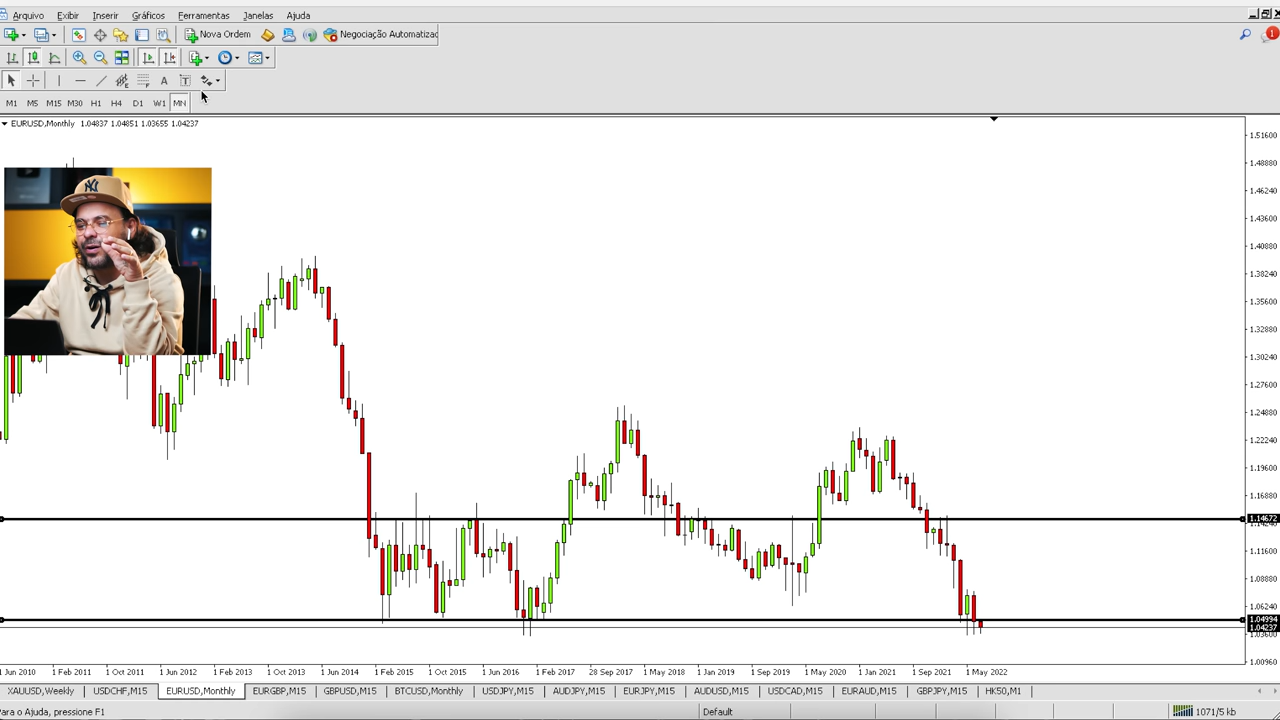 Arquivo Exibir Inserir Gráficos Ferramentas Janelas Ajuda
Nova Ordem Negociação Automatizac
1
A T
M1 M5 M15 M30 H1 H4 D1 W1 MN
EURUSD,Monthly 1.04837 1.04851 1.03655 1.04237
1.51600
1.48880
1.46240
1.43600
1.40880
1.38240
1.35600
1.32880
1.30240
1.27600
1.24880
1.22240
1.19600
1.16880
1.14672
1.11600
1.08880
1.06240
1.04994
1.04237
1.03600
1.00960
NY
Jun 2010 1 Feb 2011 1 Oct 2011 1 Jun 2012 1 Feb 2013 1 Oct 2013 1 Jun 2014 1 Feb 2015 1 Oct 2015 1 Jun 2016 1 Feb 2017 28 Sep 2017 1 May 2018 1 Jan 2019 1 Sep 2019 1 May 2020 1 Jan 2021 1 Sep 2021 1 May 2022
XAUUSD,Weekly USDCHF,M15 EURUSD,Monthly EURGBP,M15 GBPUSD,M15 BTCUSD,Monthly USDJPY,M15 AUDJPY,M15 EURJPY,M15 AUDUSD,M15 USDCAD,M15 EURAUD,M15 GBPJPY,M15 HK50,M1
Para o Ajuda, pressione F1 Default 1071/5 kb